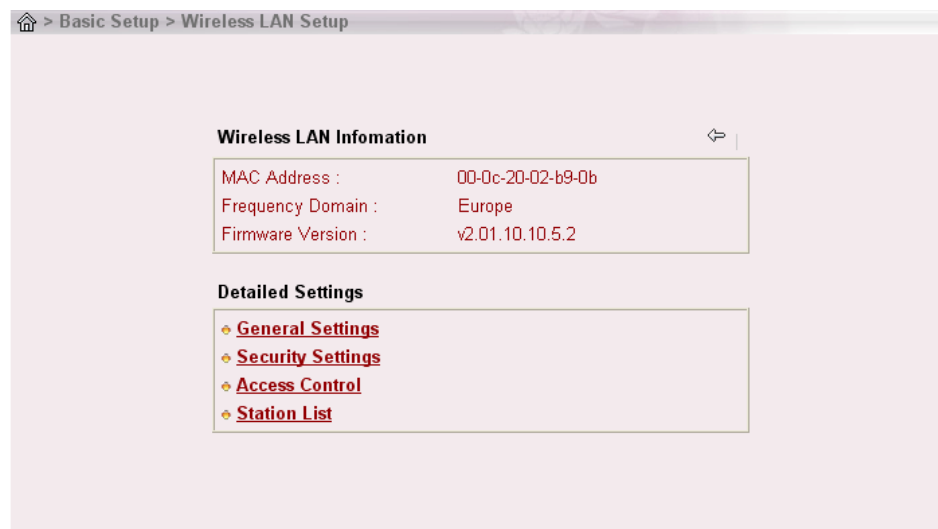 > Basic Setup > Wireless LAN Setup
Wireless LAN Infomation
MAC Address : 00-0c-20-02-b9-0b
Frequency Domain : Europe
Firmware Version : v2.01.10.10.5.2
Detailed Settings
General Settings
Security Settings
Access Control
Station List